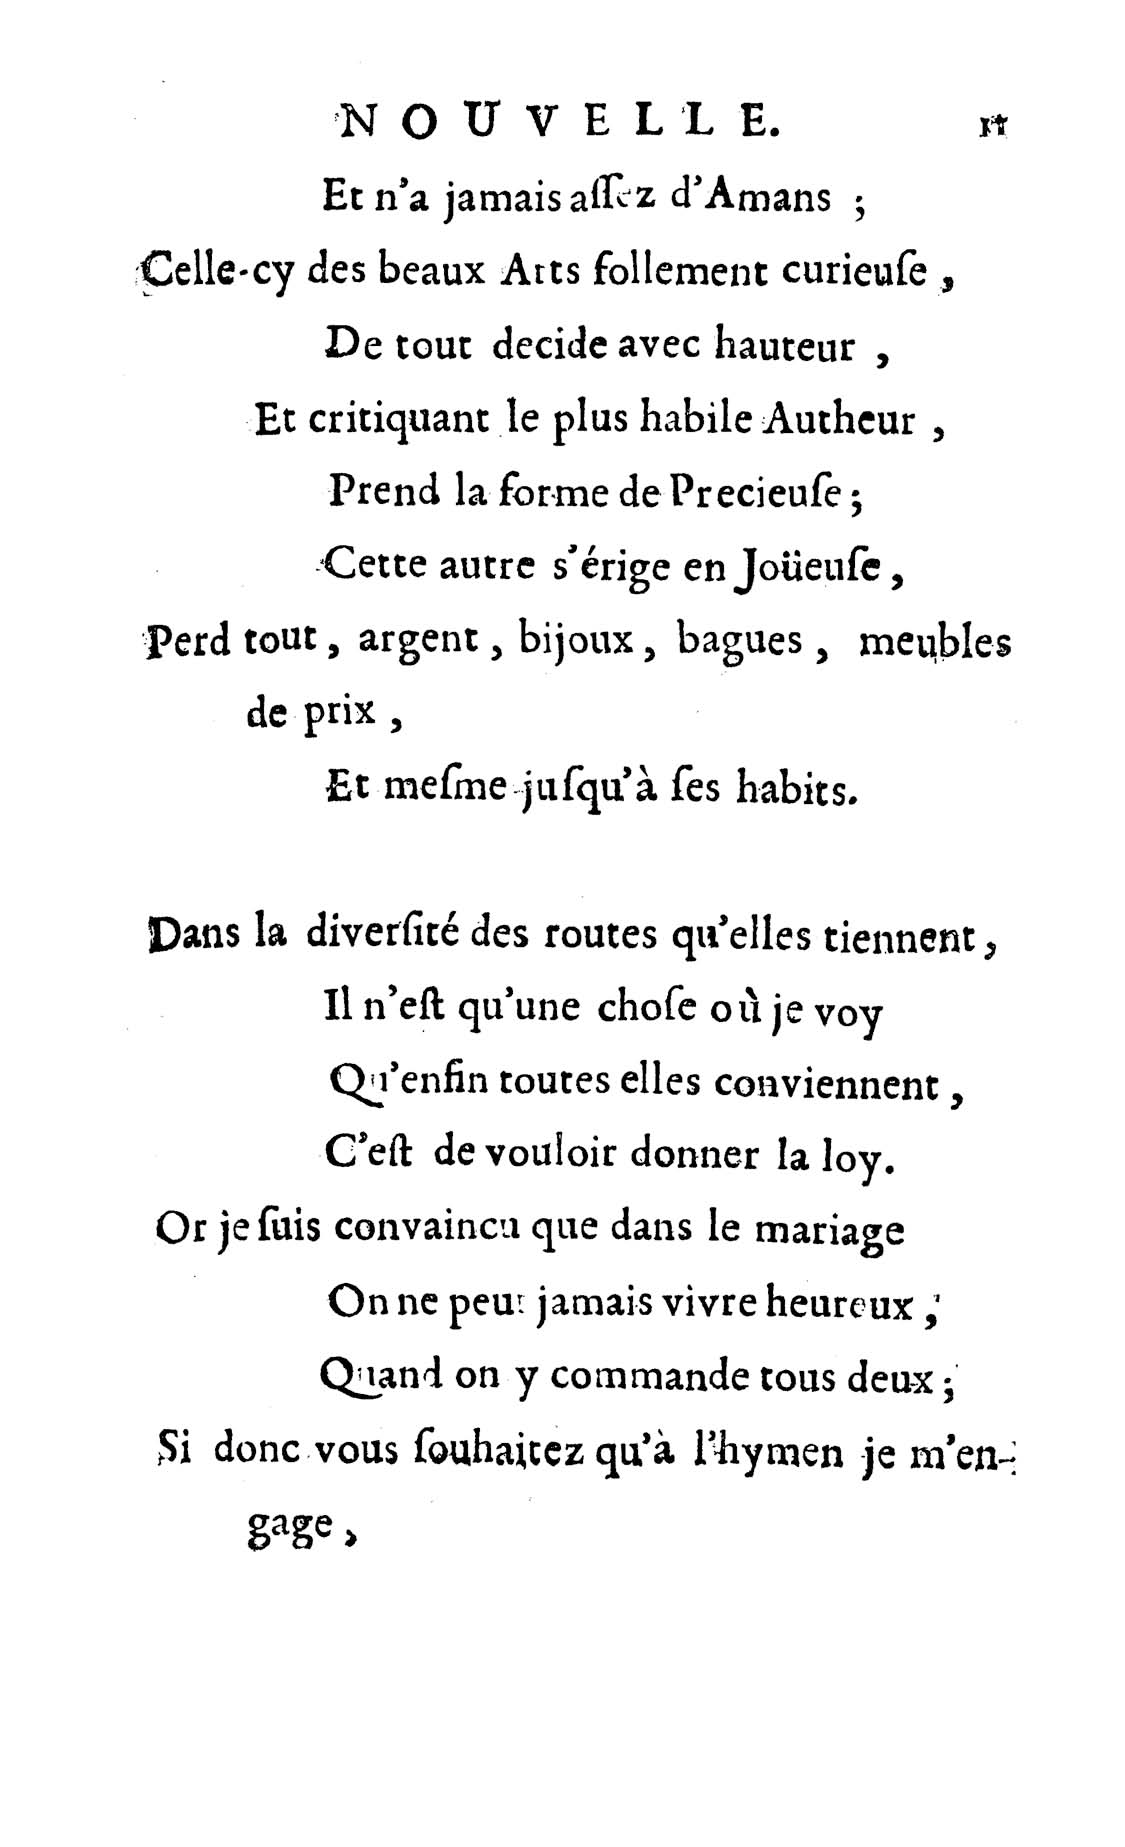 NOUVELLE. 11
Et n'a jamais aſſez d'Amans ;
Celle-cy des beaux Arts follement curieuſe ,
De tout decide avec hauteur ,
Et critiquant le plus habile Autheur ,
Prend la forme de Precieuſe ;
Cette autre s'érige en Joüeuſe ,
Perd tout , argent , bijoux , bagues , meubles
de prix ,
Et meſme juſqu'à ſes habits.
Dans la diverſité des routes qu'elles tiennent ,
Il n'eſt qu'une choſe où je voy
Qu'enfin toutes elles conviennent ,
C'eſt de vouloir donner la loy.
Or je ſuis convaincu que dans le mariage
On ne peut jamais vivre heureux ,
Quand on y commande tous deux ;
Si donc vous ſouhaitez qu'à l'hymen je m'en-
gage ,